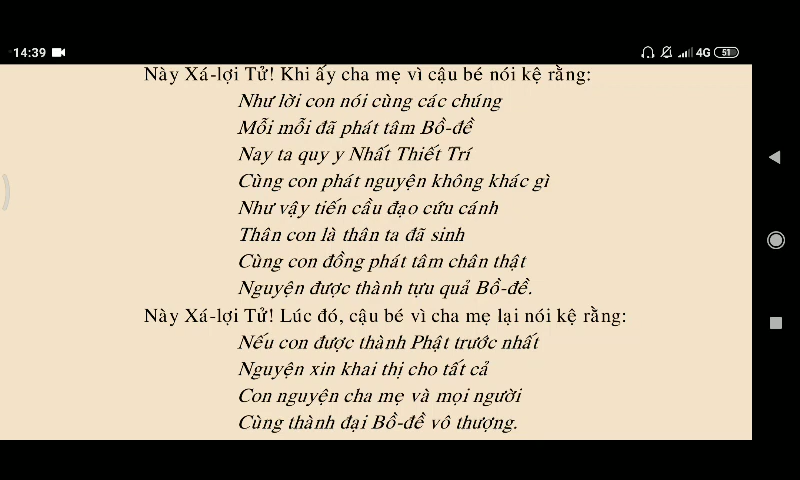 14:39 4G 51
Này Xá-lợi Tử! Khi ấy cha mẹ vì cậu bé nói kệ rằng:
Như lời con nói cùng các chúng
Mỗi mỗi đã phát tâm Bồ-đề
Nay ta quy y Nhất Thiết Trí
Cùng con phát nguyện không khác gì
Như vậy tiến cầu đạo cứu cánh
Thân con là thân ta đã sinh
Cùng con đồng phát tâm chân thật
Nguyện được thành tựu quả Bồ-đề.
Này Xá-lợi Tử! Lúc đó, cậu bé vì cha mẹ lại nói kệ rằng:
Nếu con được thành Phật trước nhất
Nguyện xin khai thị cho tất cả
Con nguyện cha mẹ và mọi người
Cùng thành đại Bồ-đề vô thượng.